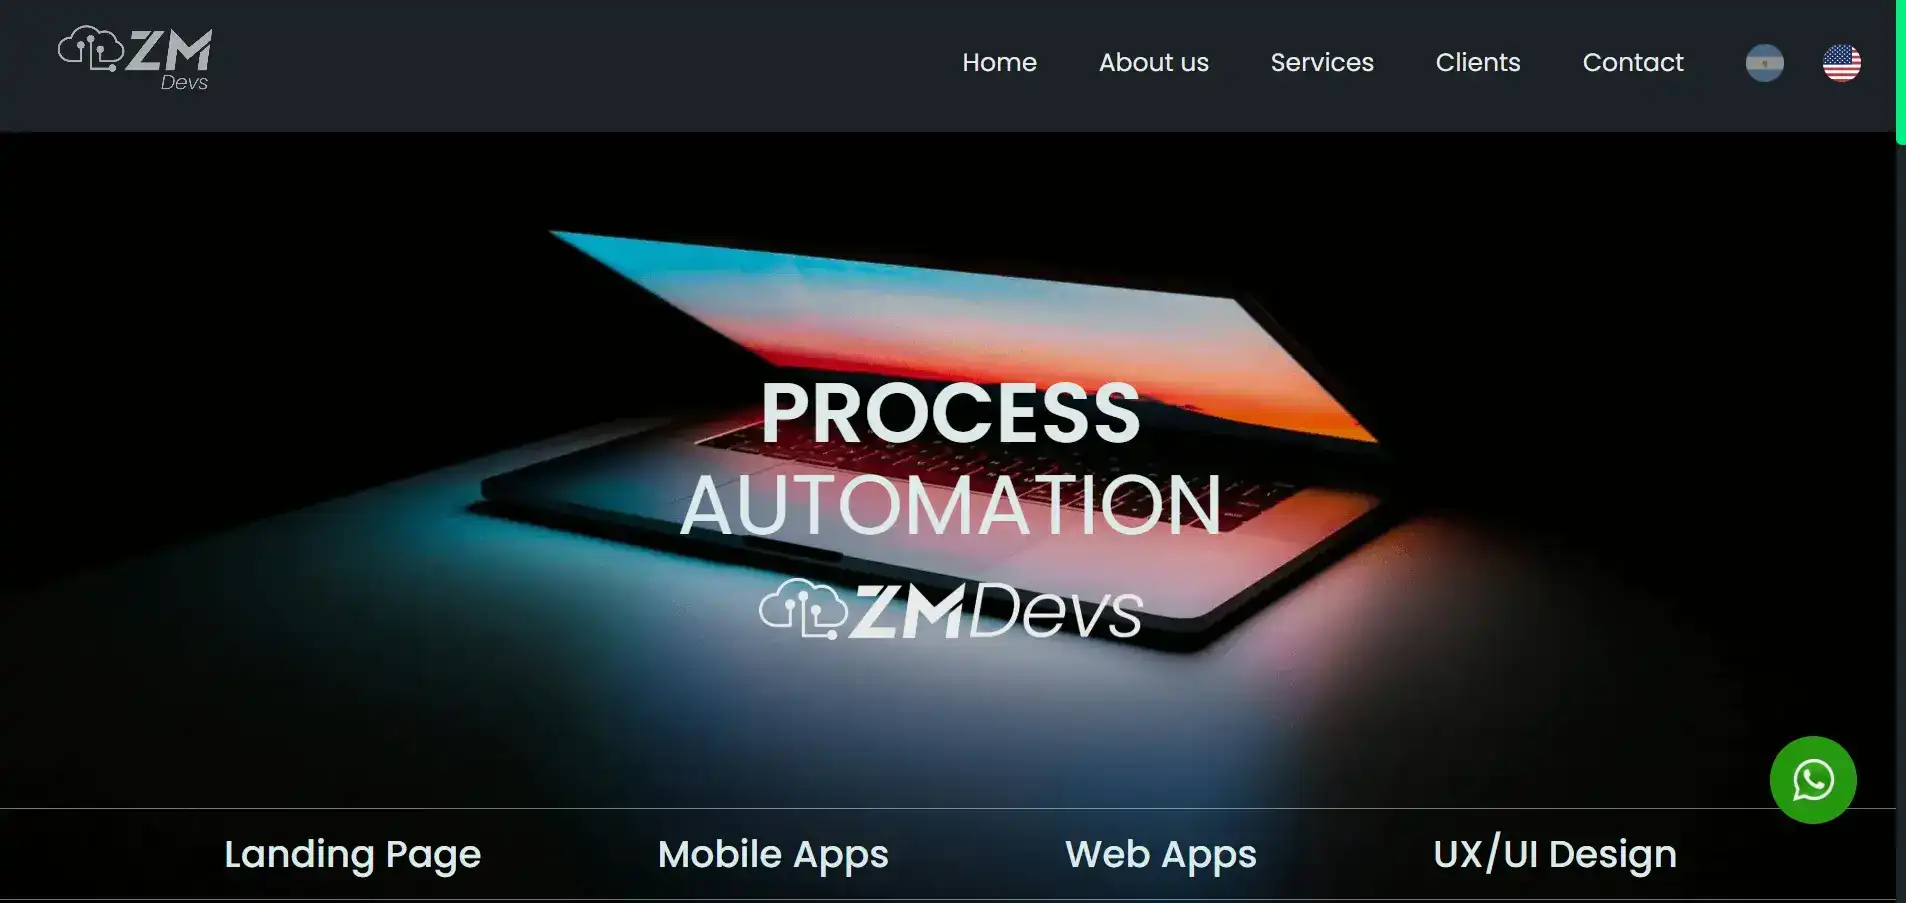 ZM
Devs
Home
About us
Services
Clients
Contact
PROCESS
AUTOMATION
ZMDevs
Landing Page
Mobile Apps
Web Apps
UX/UI Design